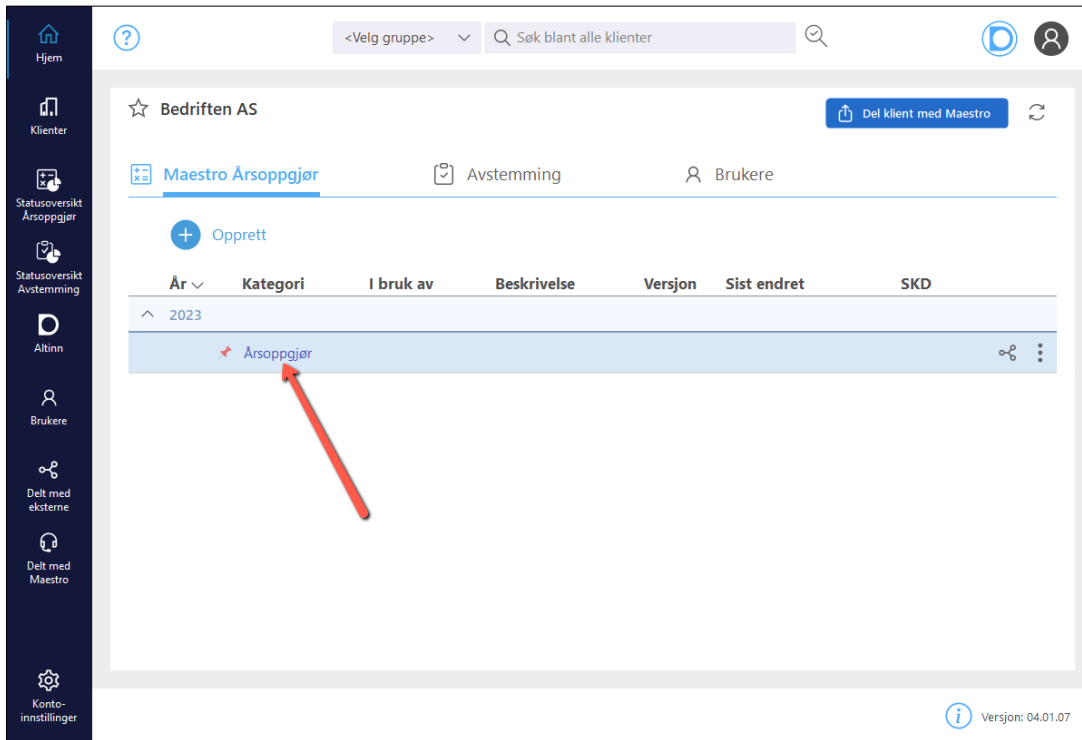 Hjem
Klienter
Statusoversikt
Årsoppgjør
Statusoversikt
Avstemming
Altinn
Brukere
Delt med
eksterne
Delt med
Maestro
Konto-
innstillinger
?
<Velg gruppe>
Søk blant alle klienter
Bedriften AS
Del klient med Maestro
Maestro Årsoppgjør
Avstemming
Brukere
Opprett
År Kategori I bruk av Beskrivelse Versjon Sist endret SKD
2023
Årsoppgjør
Versjon: 04.01.07